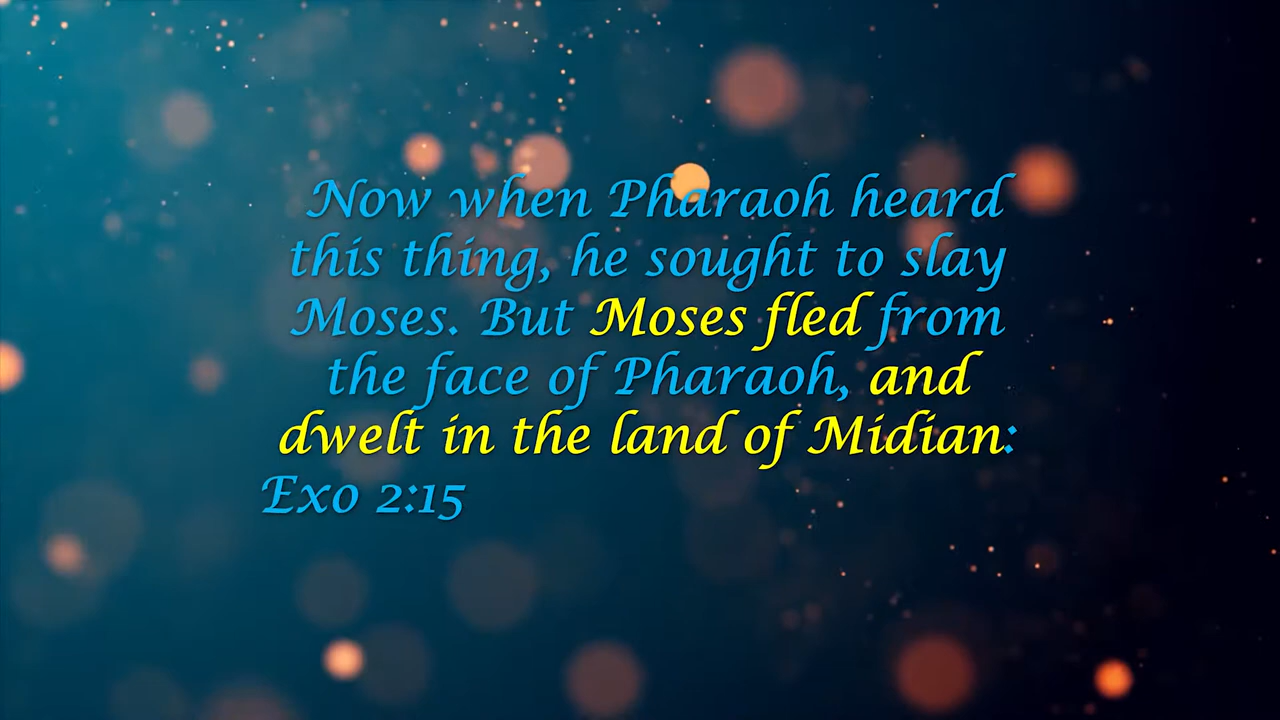 Now when Pharaoh heard
this thing, he sought to slay
Moses. But Moses fled from
the face of Pharaoh, and
dwelt in the land of Midian:
Exo 2:15